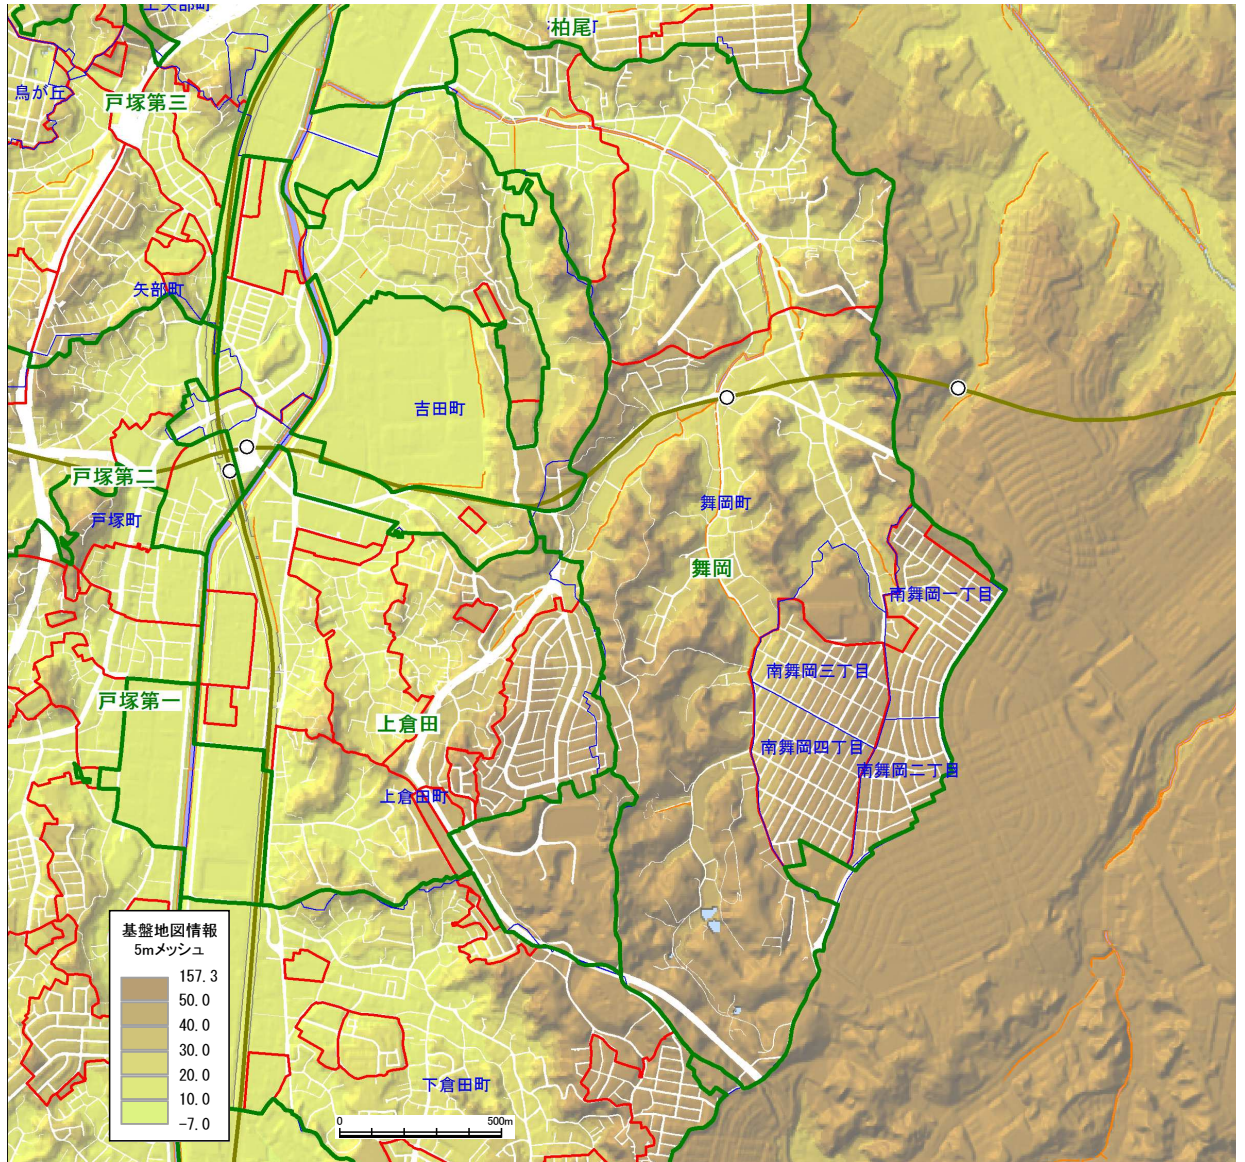 上矢部町
柏尾
鳥が丘
戸塚第三
矢部町
吉田町
戸塚第二
戸塚町
舞岡町
舞岡
南舞岡一丁目
南舞岡三丁目
戸塚第一
上倉田
南舞岡四丁目
南舞岡二丁目
上倉田町
基盤地図情報
5mメッシュ
157.3
50.0
40.0
30.0
20.0
10.0
-7.0
下倉田町
0 500m